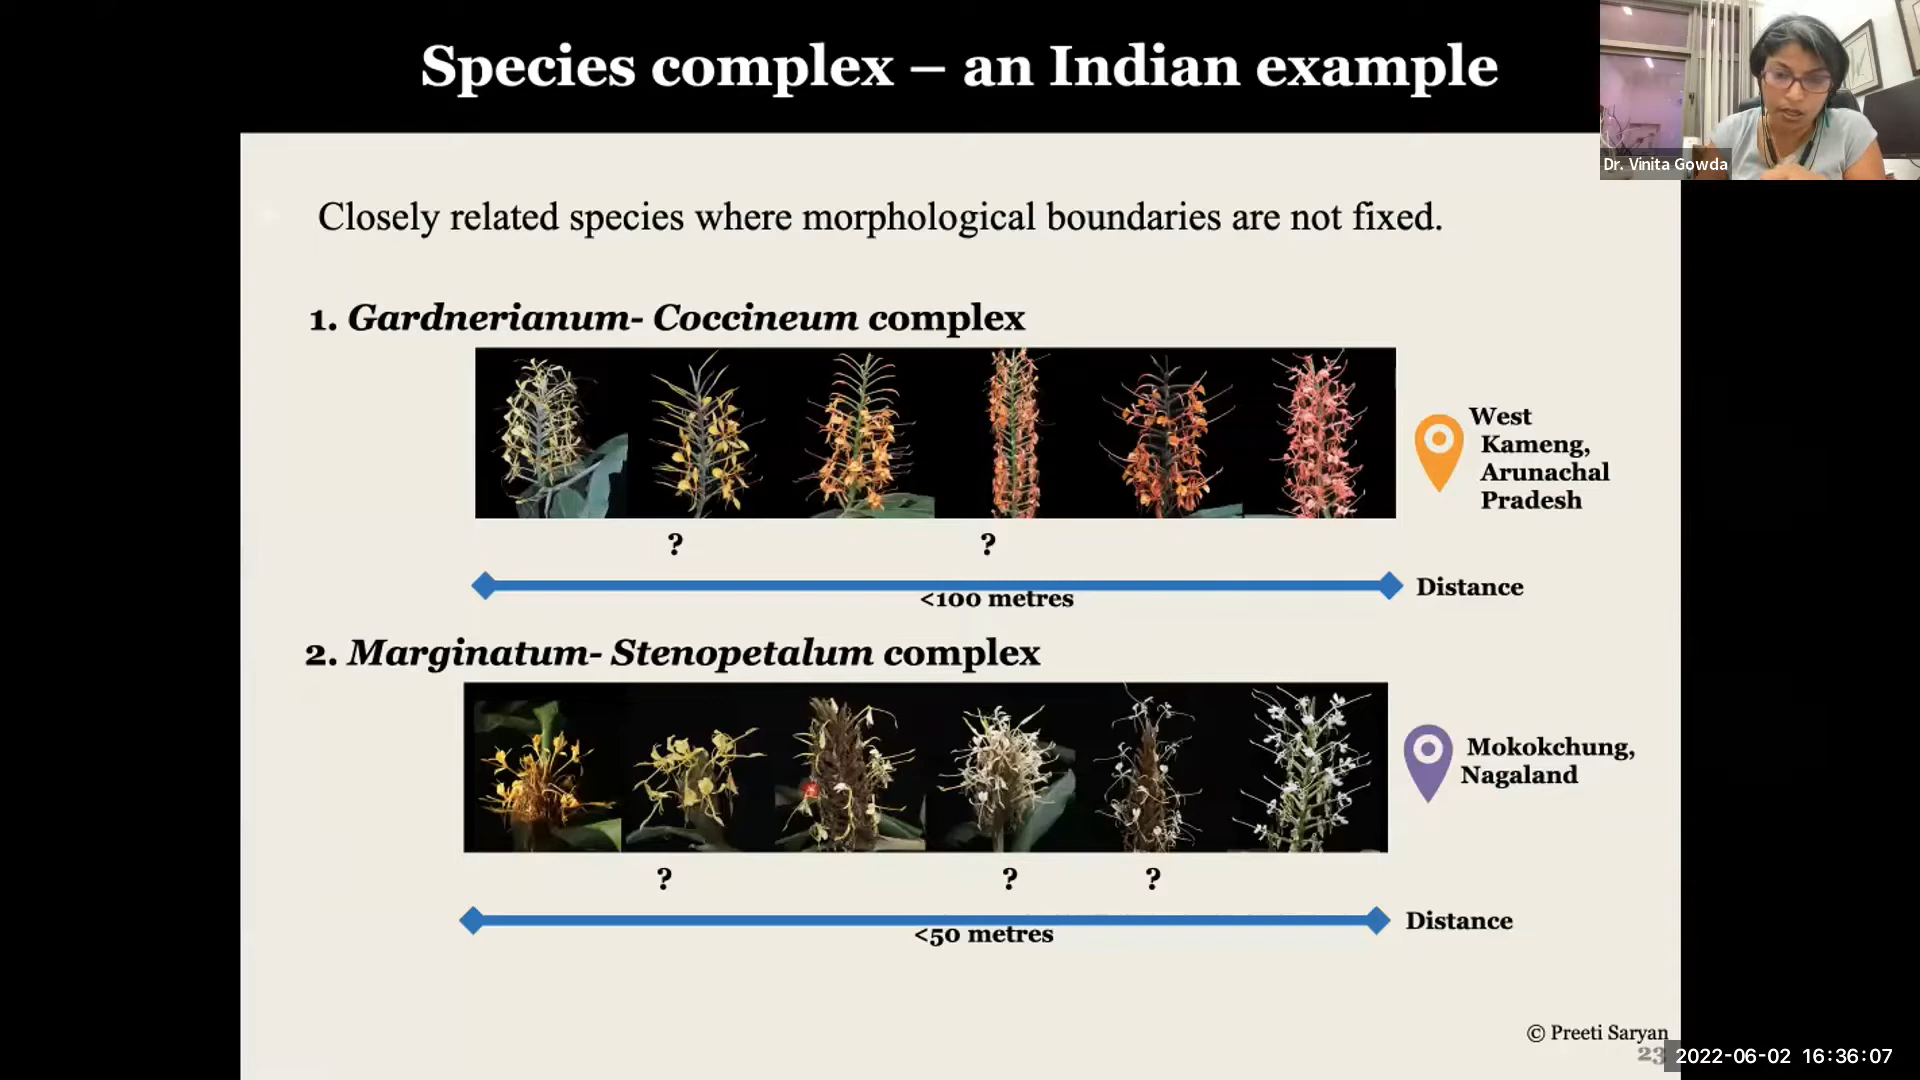 Species complex – an Indian example
Dr. Vinita Gowda
Closely related species where morphological boundaries are not fixed.
1. Gardnerianum- Coccineum complex
West
Kameng,
Arunachal
Pradesh
? ?
Distance
<100 metres
2. Marginatum- Stenopetalum complex
Mokokchung,
Nagaland
? ? ?
Distance
<50 metres
© Preeti Saryan
23
2022-06-02 16:36:07